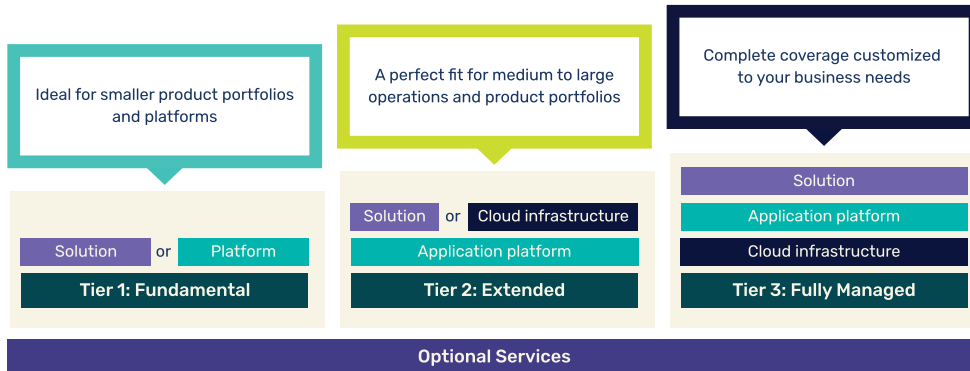 Ideal for smaller product portfolios
and platforms
A perfect fit for medium to large
operations and product portfolios
Complete coverage customized
to your business needs
Solution or Platform
Tier 1: Fundamental
Solution or Cloud infrastructure
Application platform
Tier 2: Extended
Solution
Application platform
Cloud infrastructure
Tier 3: Fully Managed
Optional Services